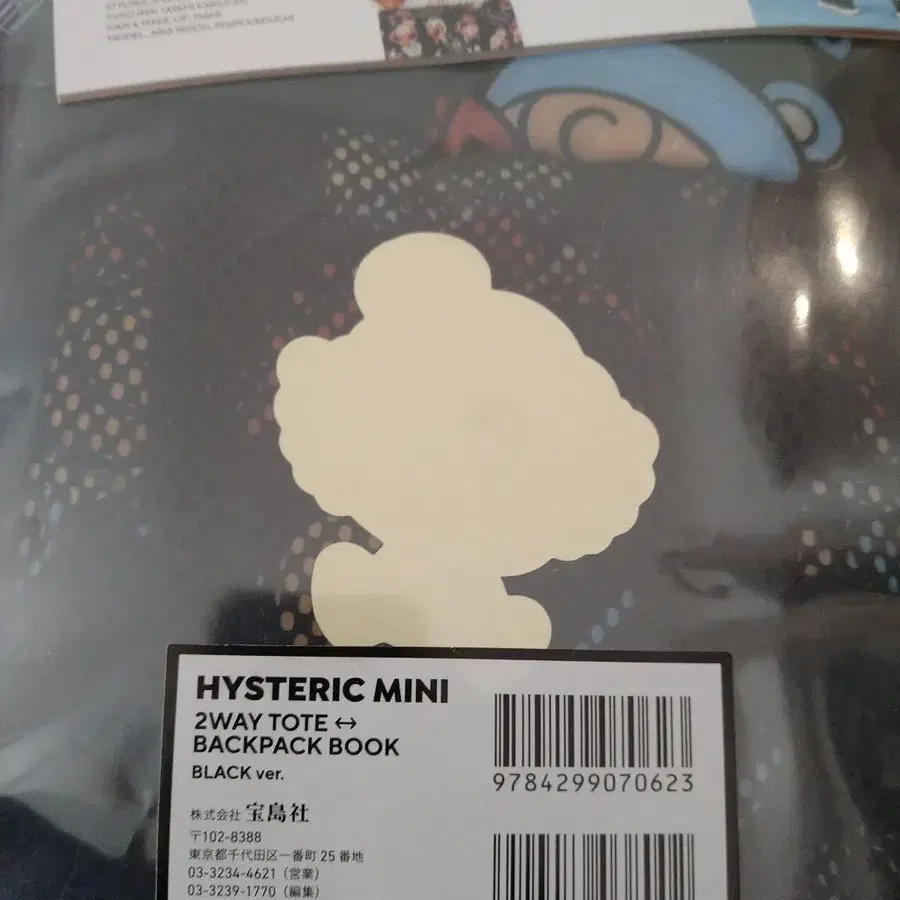 HYSTERIC MINI
2WAY TOTE ↔
BACKPACK BOOK
BLACK ver.
9784299070623
株式会社 宝島社
〒102-8388
東京都千代田区一番町 25 番地
03-3234-4621（営業）
03-3239-1770（編集）